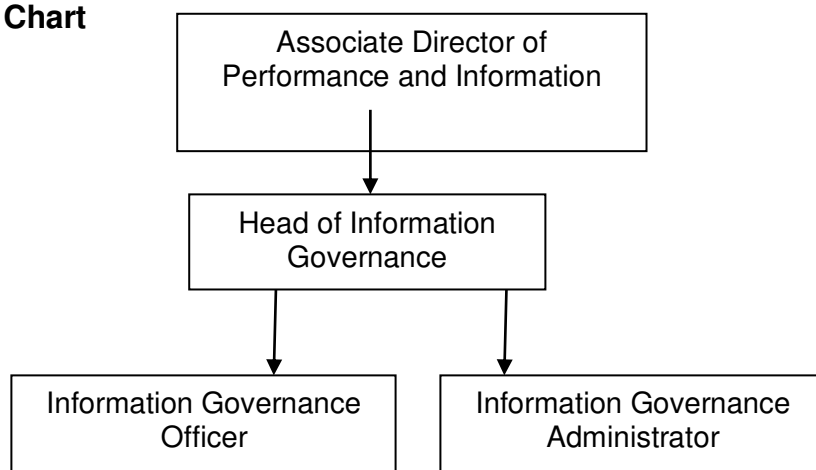 Chart
Associate Director of
Performance and Information
Head of Information
Governance
Information Governance
Officer
Information Governance
Administrator